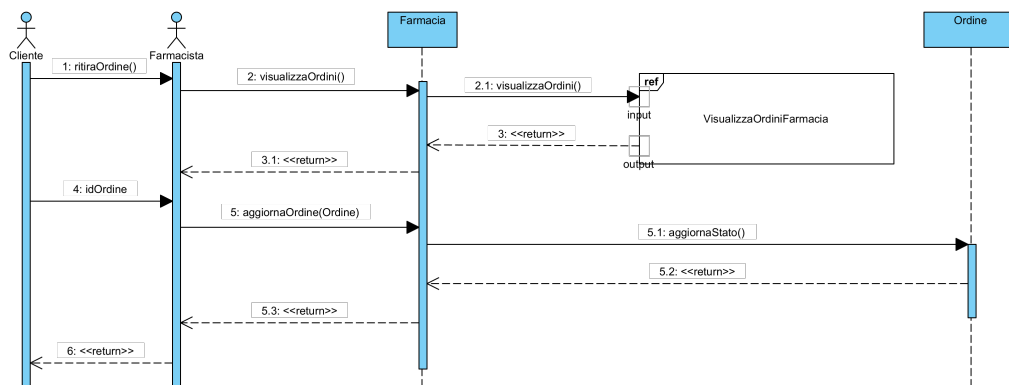 Cliente
Farmacista
Farmacia
Ordine
1: ritiraOrdine()
2: visualizzaOrdini()
2.1: visualizzaOrdini()
ref
input
VisualizzaOrdiniFarmacia
3: <<return>>
output
3.1: <<return>>
4: idOrdine
5: aggiornaOrdine(Ordine)
5.1: aggiornaStato()
5.2: <<return>>
5.3: <<return>>
6: <<return>>